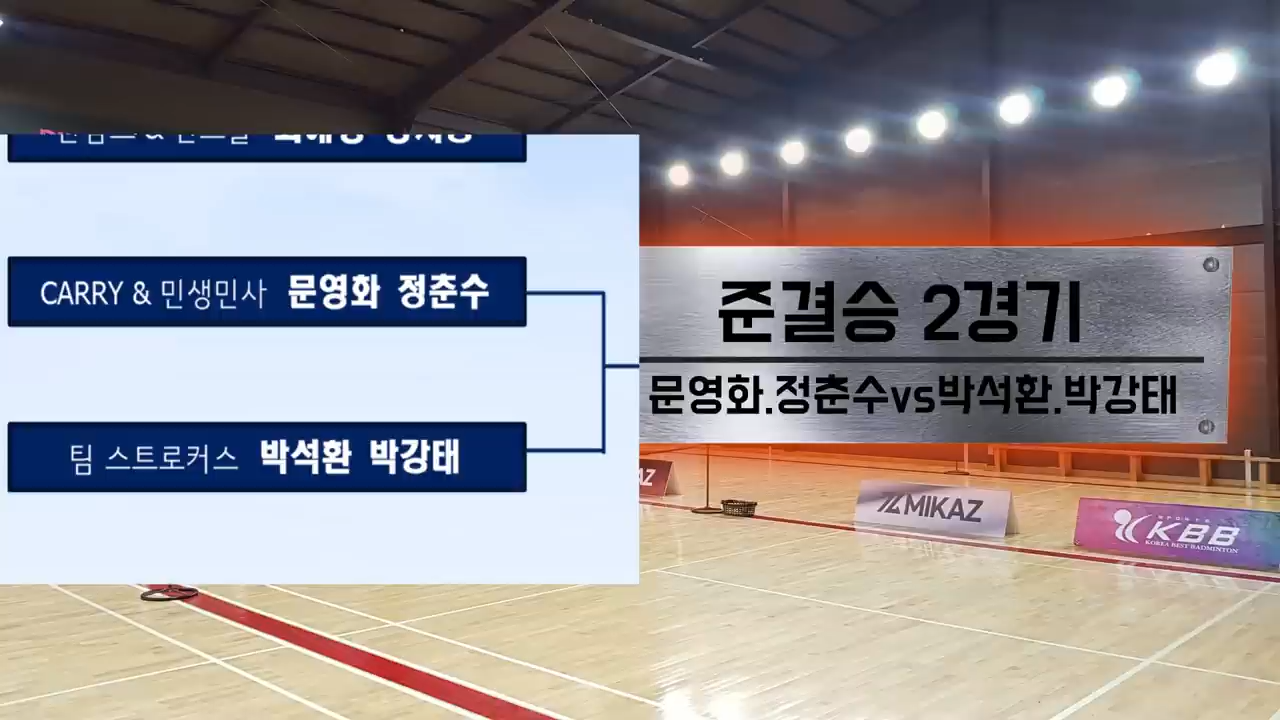 CARRY & 민생민사 문영화 정춘수
팀 스트로커스 박석환 박강태
준결승 2경기
문영화.정춘수vs박석환.박강태
AZ
MIKAZ
SPORTS
KBB
KOREA BEST BADMINTON